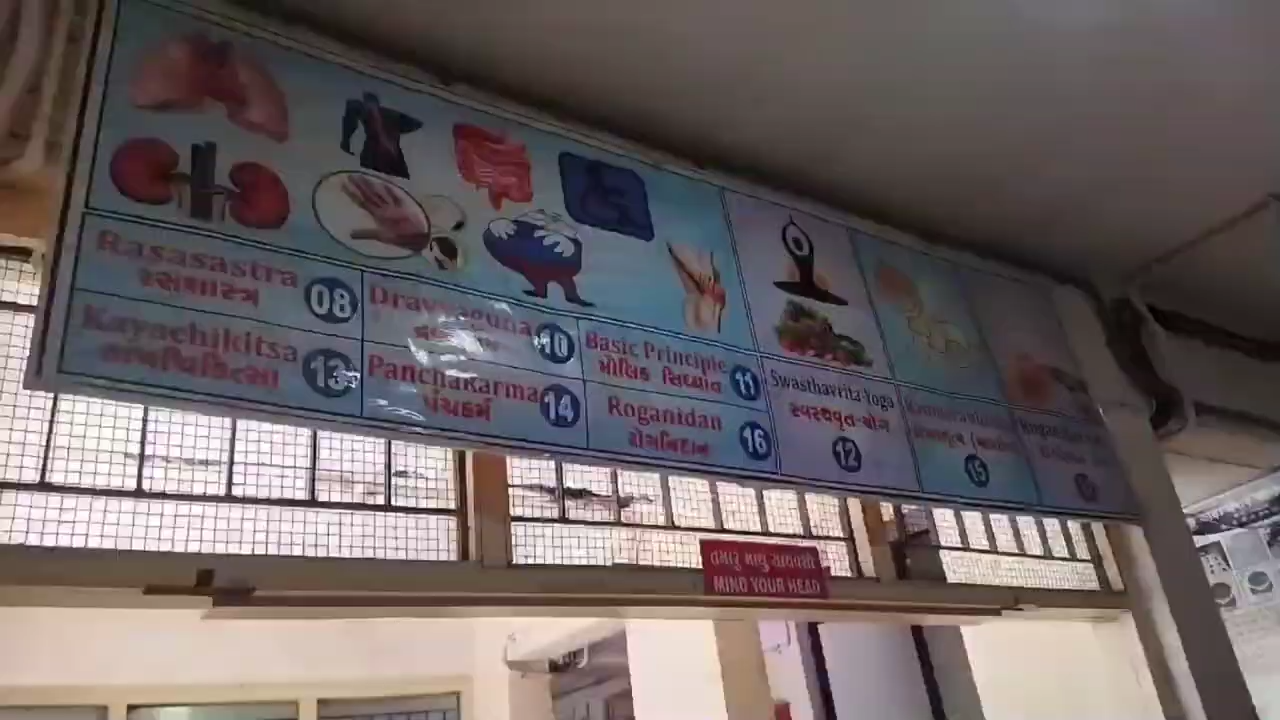 Rasasastra
રસશાસ્ત્ર
08
Kayachikitsa
કાયચિકિત્સા
13
Dravyaguna
10
Panchakarma
પંચકર્મ
14
Basic Principle
મૌલિક સિધ્ધાંત
11
Roganidan
રોગનિદાન
16
Swasthavrita-Yoga
સ્વસ્થવૃત-યોગ
12
15
તમારું માથું સાચવશો
MIND YOUR HEAD